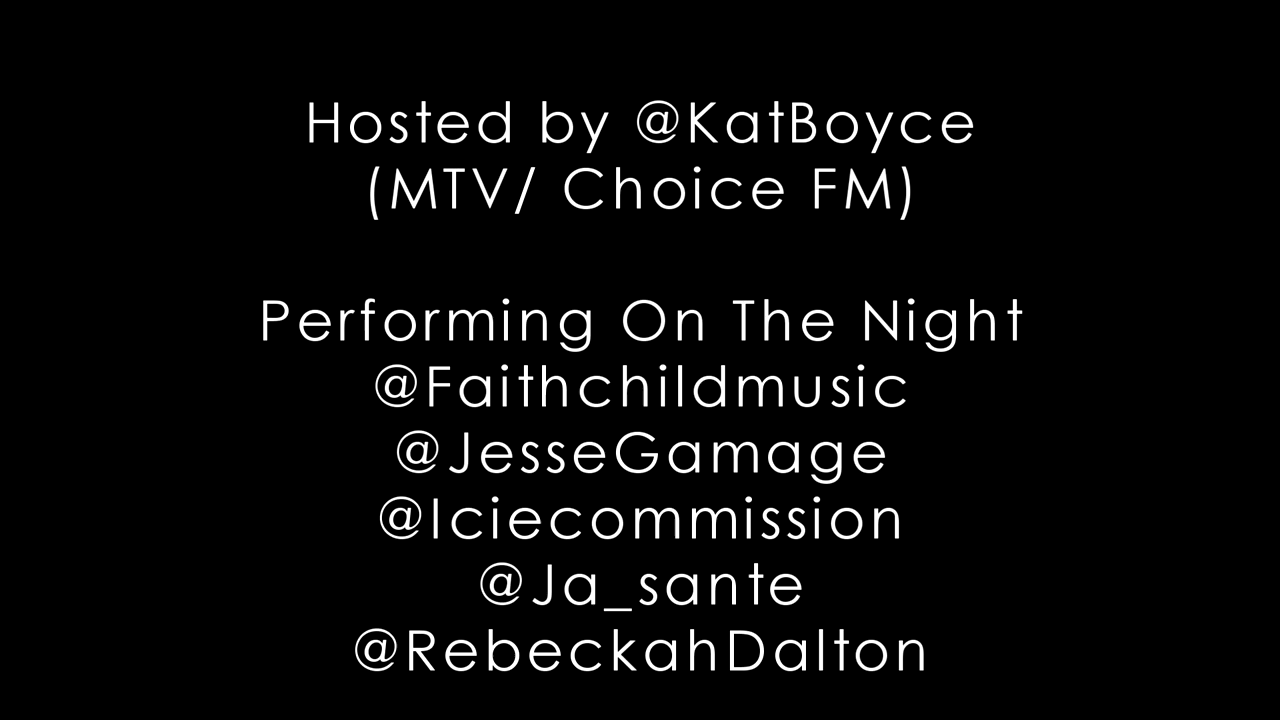 Hosted by @KatBoyce
(MTV/ Choice FM)
Performing On The Night
@Faithchildmusic
@JesseGamage
@Iciecommission
@Ja_sante
@RebeckahDalton